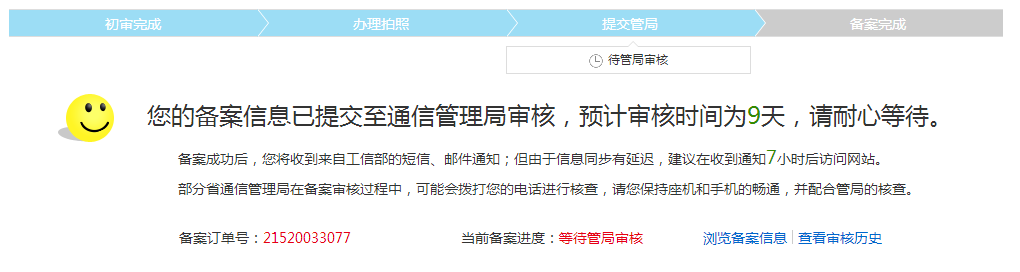 初审完成 办理拍照 提交管局 备案完成
待管局审核
您的备案信息已提交至通信管理局审核，预计审核时间为9天，请耐心等待。
备案成功后，您将收到来自工信部的短信、邮件通知；但由于信息同步有延迟，建议在收到通知7小时后访问网站。
部分省通信管理局在备案审核过程中，可能会拨打您的电话进行核查，请您保持座机和手机的畅通，并配合管局的核查。
备案订单号：21520033077 当前备案进度：等待管局审核 浏览备案信息 | 查看审核历史